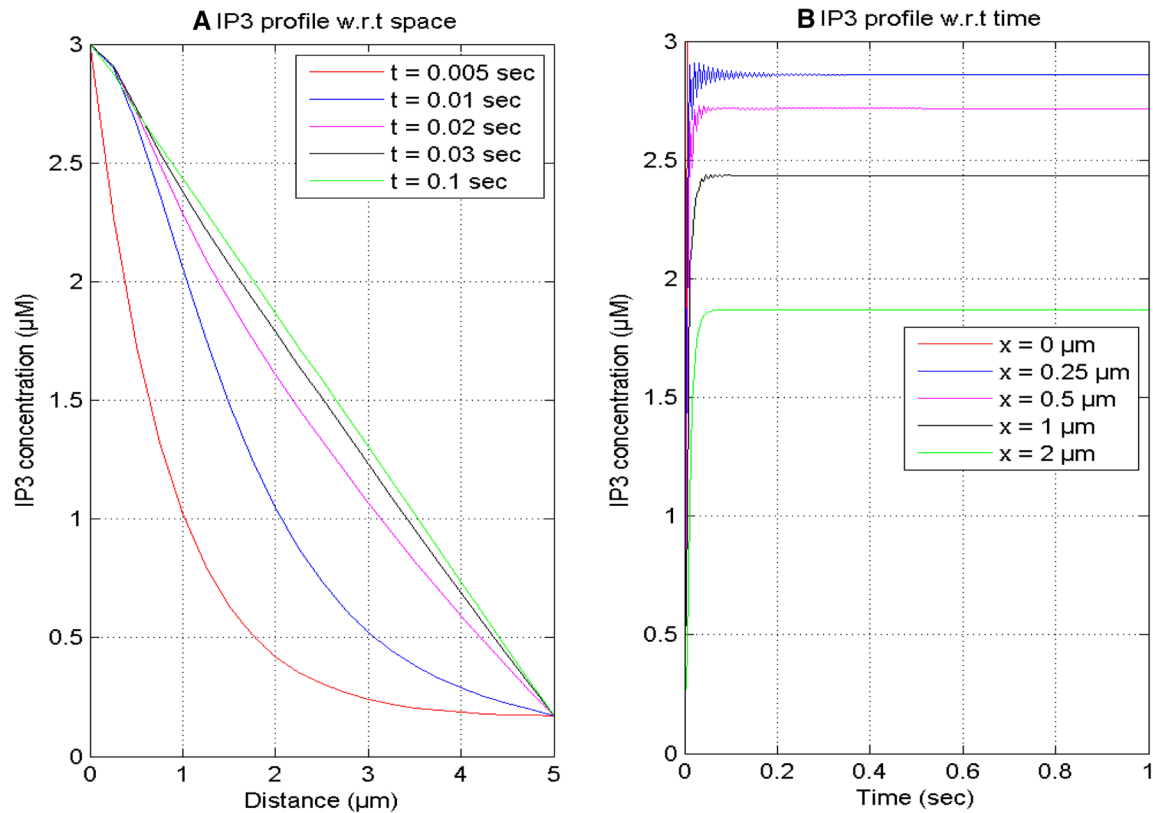 A IP3 profile w.r.t space
3
2.5
2
1.5
1
0.5
0
0
1
2
3
4
5
IP3 concentration (µM)
Distance (µm)
t = 0.005 sec
t = 0.01 sec
t = 0.02 sec
t = 0.03 sec
t = 0.1 sec
B IP3 profile w.r.t time
3
2.5
2
1.5
1
0.5
0
0
0.2
0.4
0.6
0.8
1
IP3 concentration (µM)
Time (sec)
x = 0 µm
x = 0.25 µm
x = 0.5 µm
x = 1 µm
x = 2 µm